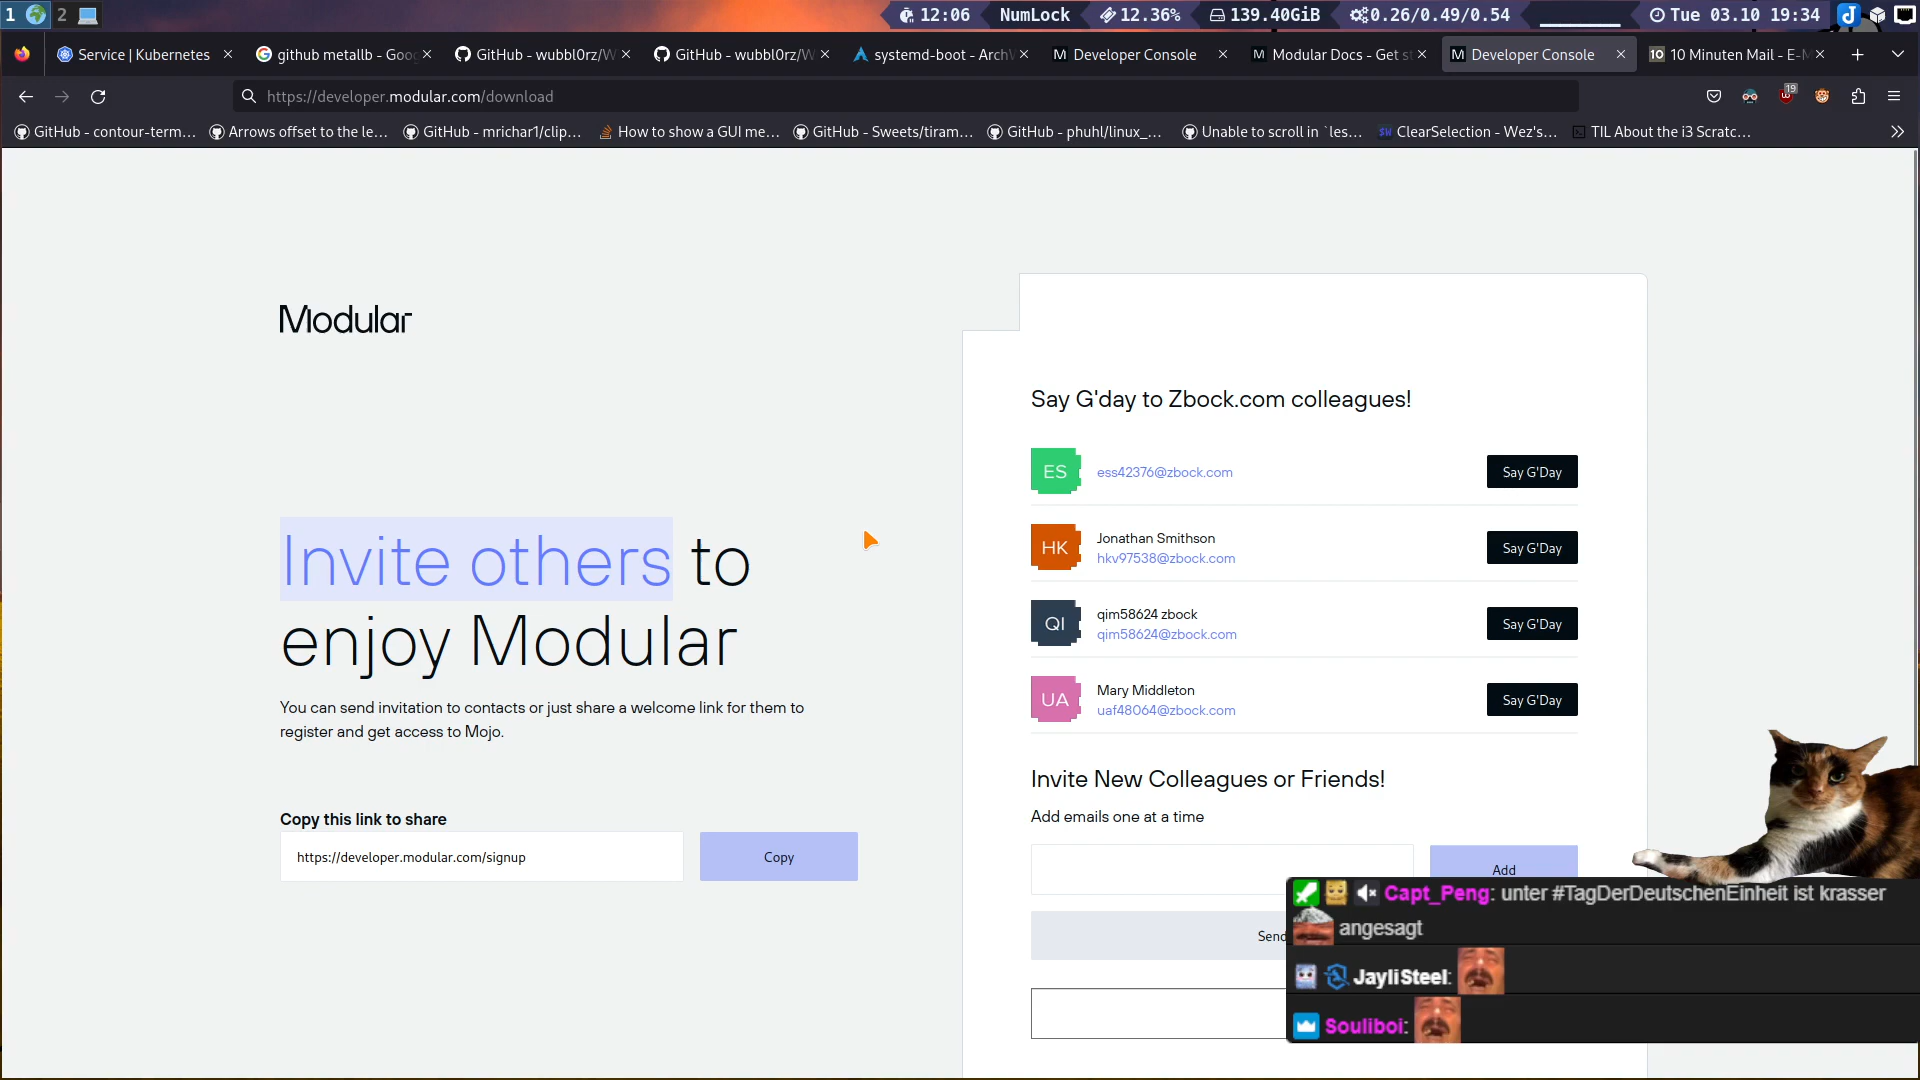 1 2 12:06 NumLock 12.36% 139.40GiB 0.26/0.49/0.54 Tue 03.10 19:34
Service | Kubernetes github metallb - Goog GitHub - wubbl0rz/W GitHub - wubbl0rz/W systemd-boot - ArchW Developer Console Modular Docs - Get st Developer Console 10 Minuten Mail - E-M
https://developer.modular.com/download 19
GitHub - contour-term... Arrows offset to the le... GitHub - mrichar1/clip... How to show a GUI me... GitHub - Sweets/tiram... GitHub - phuhl/linux_... Unable to scroll in `les... ClearSelection - Wez's... TIL About the i3 Scratc...
Modular
Invite others to
enjoy Modular
You can send invitation to contacts or just share a welcome link for them to
register and get access to Mojo.
Copy this link to share
https://developer.modular.com/signup Copy
Say G'day to Zbock.com colleagues!
ES ess42376@zbock.com Say G'Day
HK Jonathan Smithson
hkv97538@zbock.com Say G'Day
QI qim58624 zbock
qim58624@zbock.com Say G'Day
UA Mary Middleton
uaf48064@zbock.com Say G'Day
Invite New Colleagues or Friends!
Add emails one at a time
Add
Send
Capt_Peng: unter #TagDerDeutschenEinheit ist krasser
angesagt
JayliSteel:
Souliboi: